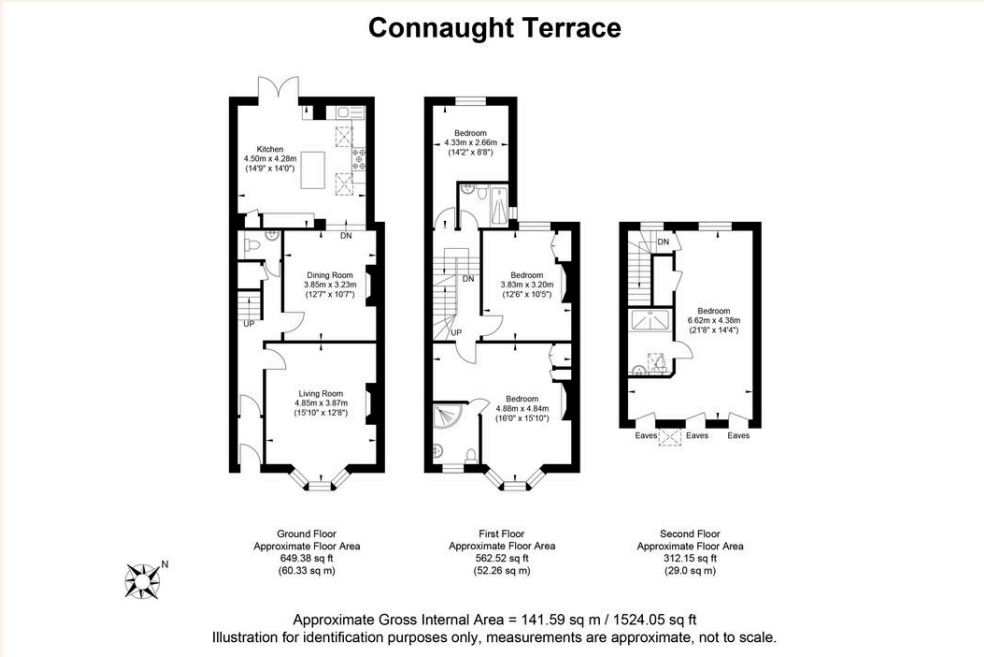 Connaught Terrace
Kitchen
4.50m x 4.28m
(14'9" x 14'0")
DN
Dining Room
3.85m x 3.23m
(12'7" x 10'7")
UP
Living Room
4.85m x 3.87m
(15'10" x 12'8")
Bedroom
4.33m x 2.66m
(14'2" x 8'8")
DN
Bedroom
3.83m x 3.20m
(12'6" x 10'5")
UP
Bedroom
4.88m x 4.84m
(16'0" x 15'10")
DN
Bedroom
6.62m x 4.38m
(21'8" x 14'4")
Eaves Eaves Eaves
Ground Floor
Approximate Floor Area
649.38 sq ft
(60.33 sq m)
First Floor
Approximate Floor Area
562.52 sq ft
(52.26 sq m)
Second Floor
Approximate Floor Area
312.15 sq ft
(29.0 sq m)
N
Approximate Gross Internal Area = 141.59 sq m / 1524.05 sq ft
Illustration for identification purposes only, measurements are approximate, not to scale.